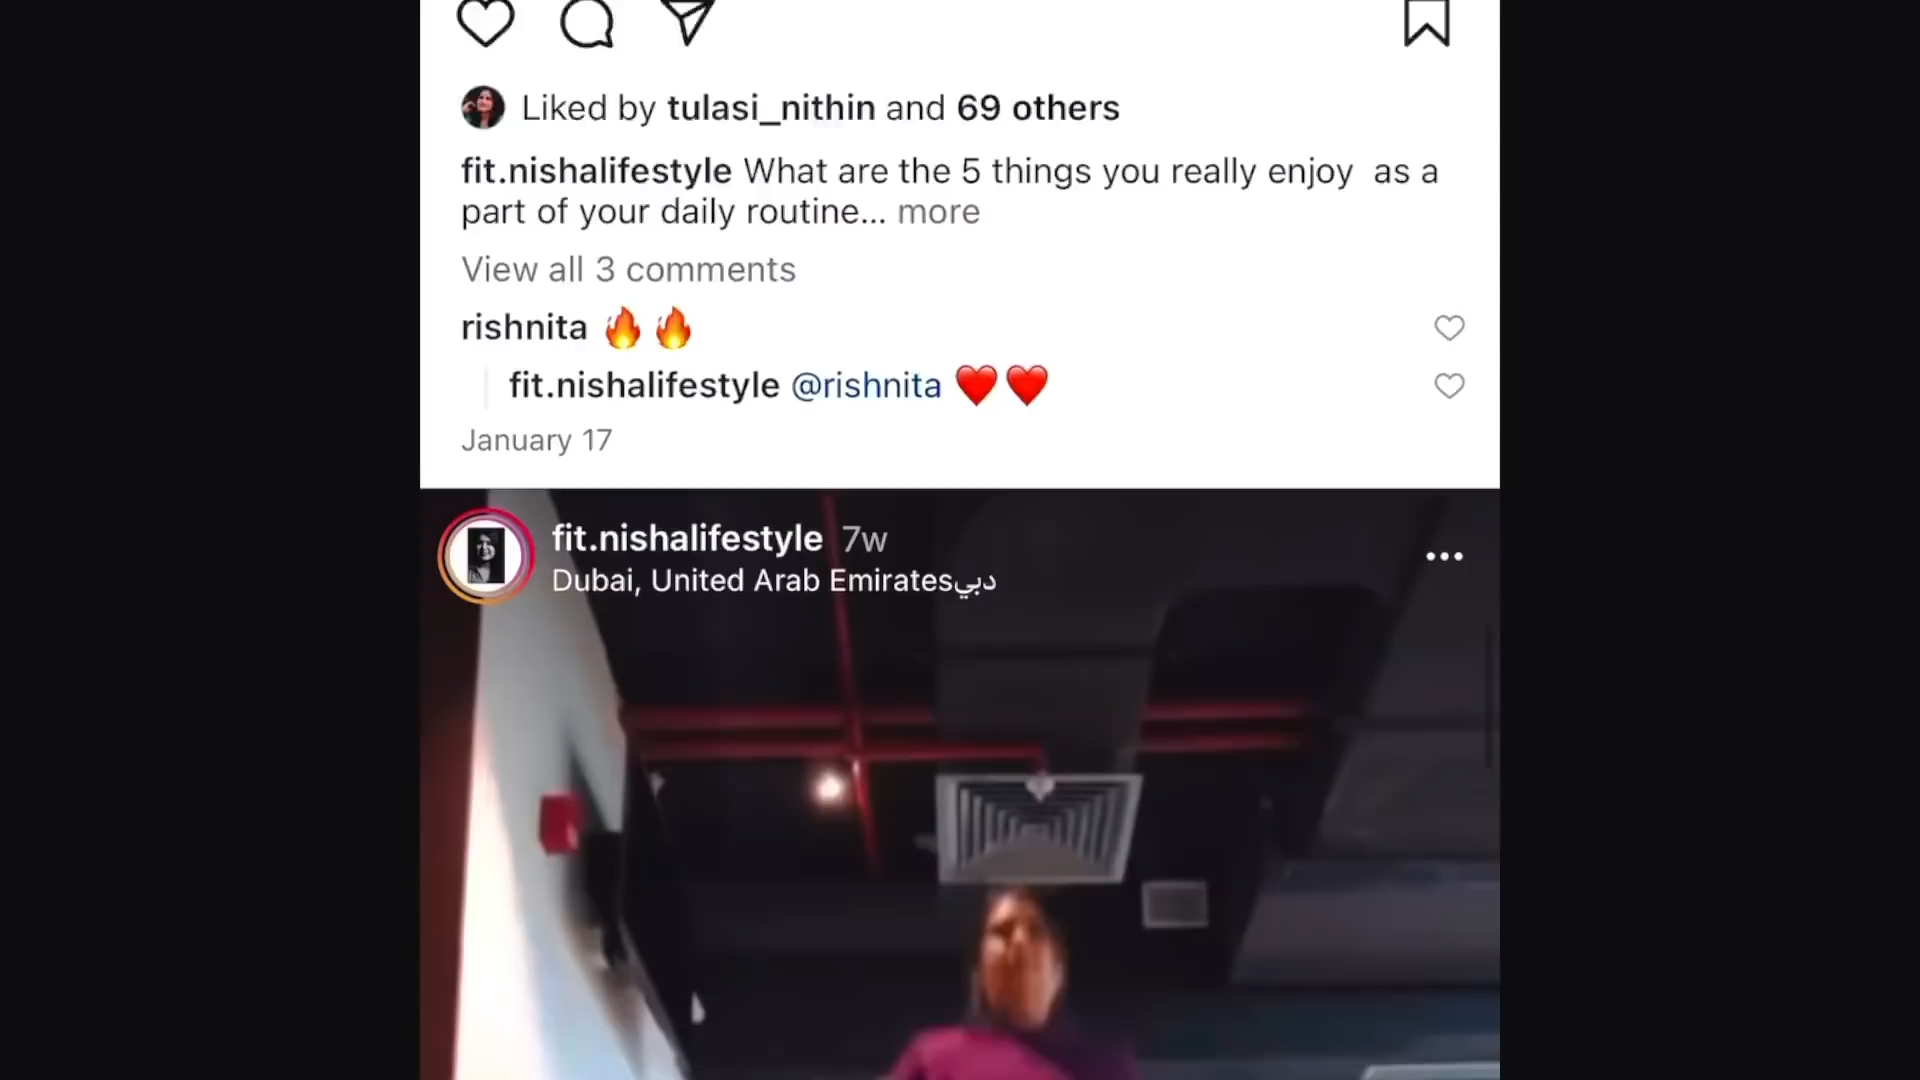 Liked by tulasi_nithin and 69 others
fit.nishalifestyle What are the 5 things you really enjoy as a
part of your daily routine... more
View all 3 comments
rishnita 🔥🔥
fit.nishalifestyle @rishnita ❤️❤️
January 17
fit.nishalifestyle 7w
Dubai, United Arab Emiratesدبي